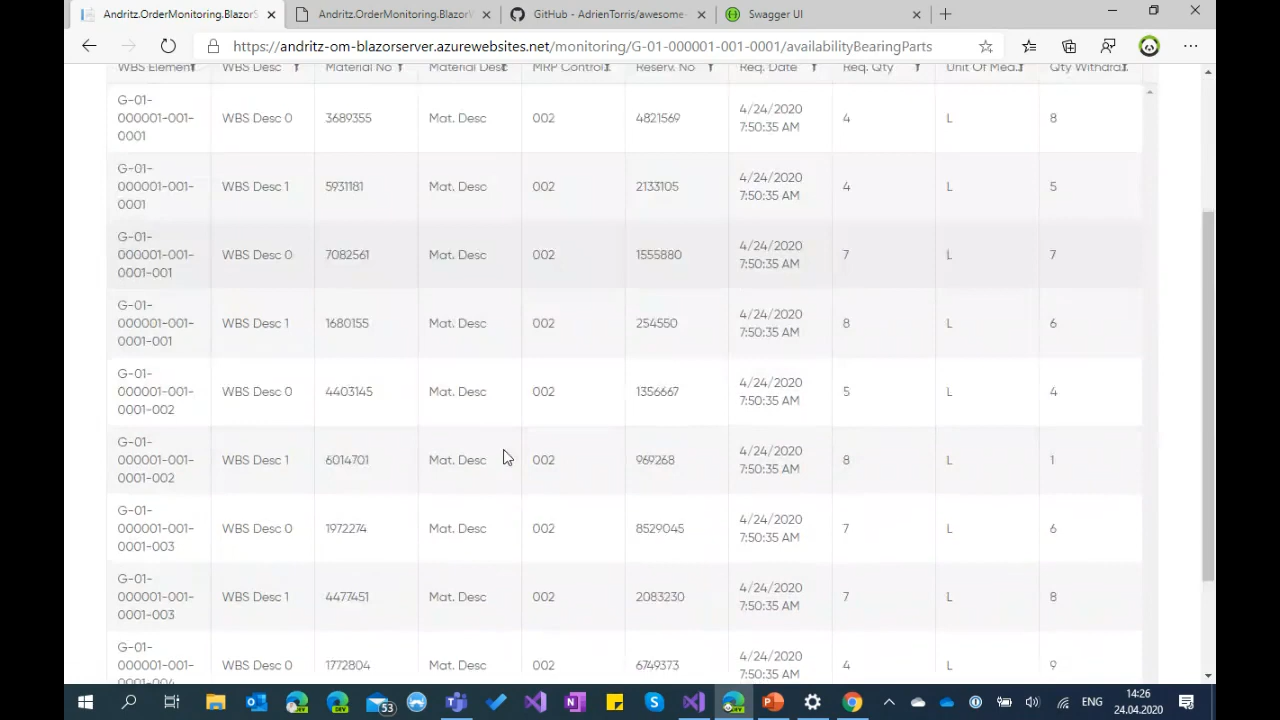 Andritz.OrderMonitoring.BlazorS
Andritz.OrderMonitoring.BlazorW
GitHub - AdrienTorris/awesome-
Swagger UI
https://andritz-om-blazorserver.azurewebsites.net/monitoring/G-01-000001-001-0001/availabilityBearingParts
WBS Element WBS Desc Material No Material Desc MRP Control Reserv. No Req. Date Req. Qty Unit Of Mea. Qty Withdra.
G-01-
000001-001-
0001
WBS Desc 0 3689355 Mat. Desc 002 4821569
4/24/2020
7:50:35 AM
4 L 8
G-01-
000001-001-
0001
WBS Desc 1 5931181 Mat. Desc 002 2133105
4/24/2020
7:50:35 AM
4 L 5
G-01-
000001-001-
0001-001
WBS Desc 0 7082561 Mat. Desc 002 1555880
4/24/2020
7:50:35 AM
7 L 7
G-01-
000001-001-
0001-001
WBS Desc 1 1680155 Mat. Desc 002 254550
4/24/2020
7:50:35 AM
8 L 6
G-01-
000001-001-
0001-002
WBS Desc 0 4403145 Mat. Desc 002 1356667
4/24/2020
7:50:35 AM
5 L 4
G-01-
000001-001-
0001-002
WBS Desc 1 6014701 Mat. Desc 002 969268
4/24/2020
7:50:35 AM
8 L 1
G-01-
000001-001-
0001-003
WBS Desc 0 1972274 Mat. Desc 002 8529045
4/24/2020
7:50:35 AM
7 L 6
G-01-
000001-001-
0001-003
WBS Desc 1 4477451 Mat. Desc 002 2083230
4/24/2020
7:50:35 AM
7 L 8
G-01-
000001-001-
0001-004
WBS Desc 0 1772804 Mat. Desc 002 6749373
4/24/2020
7:50:35 AM
4 L 9
DEV
DEV
53
ENG
14:26
24.04.2020